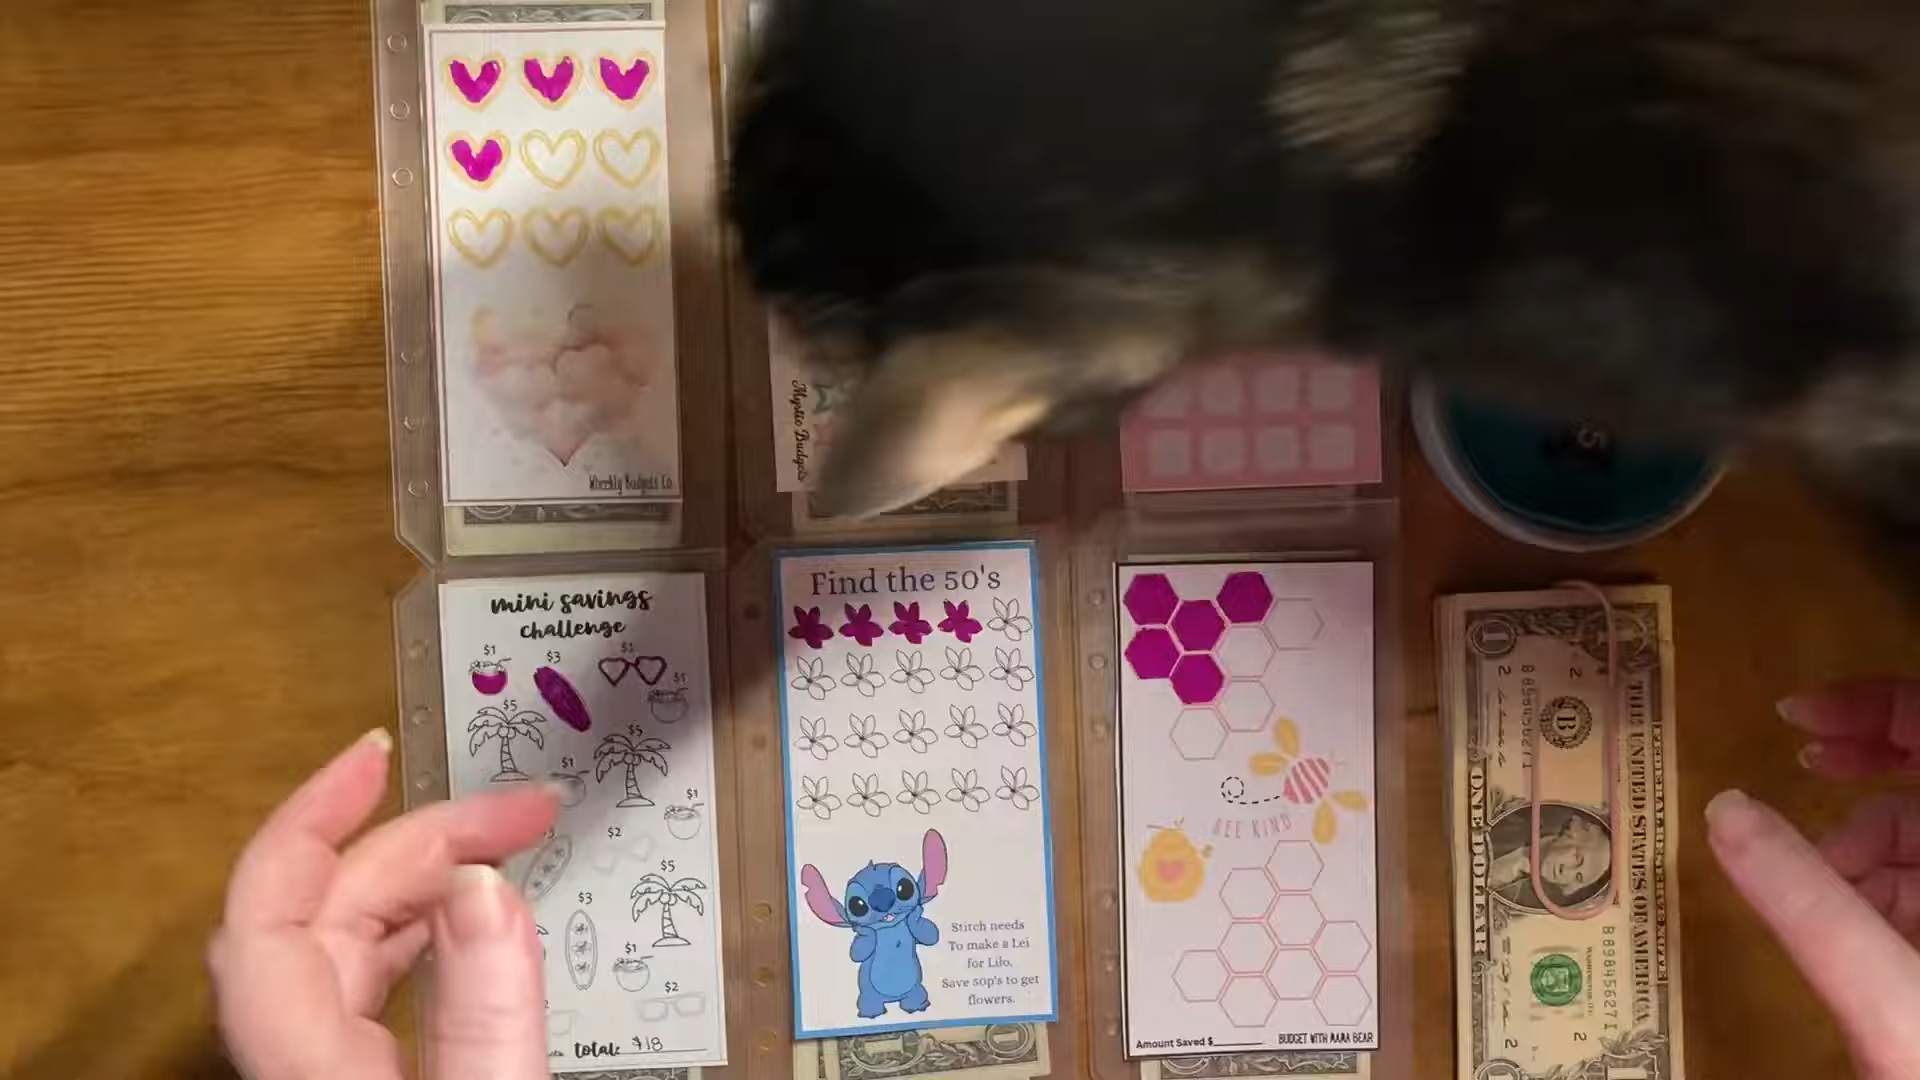 Weekly Budgets Co
Mystic Budgets
mini savings
challenge
$1
$3
$1
$5
$5
$1
$1
$2
$5
$3
$1
$2
total: $18
Find the 50's
Stitch needs
To make a Lei
for Lilo.
Save 50p's to get
flowers.
BEE KIND
Amount Saved $
BUDGET WITH MAMA BEAR
THE UNITED STATES OF AMERICA
ONE DOLLAR
B89845627I